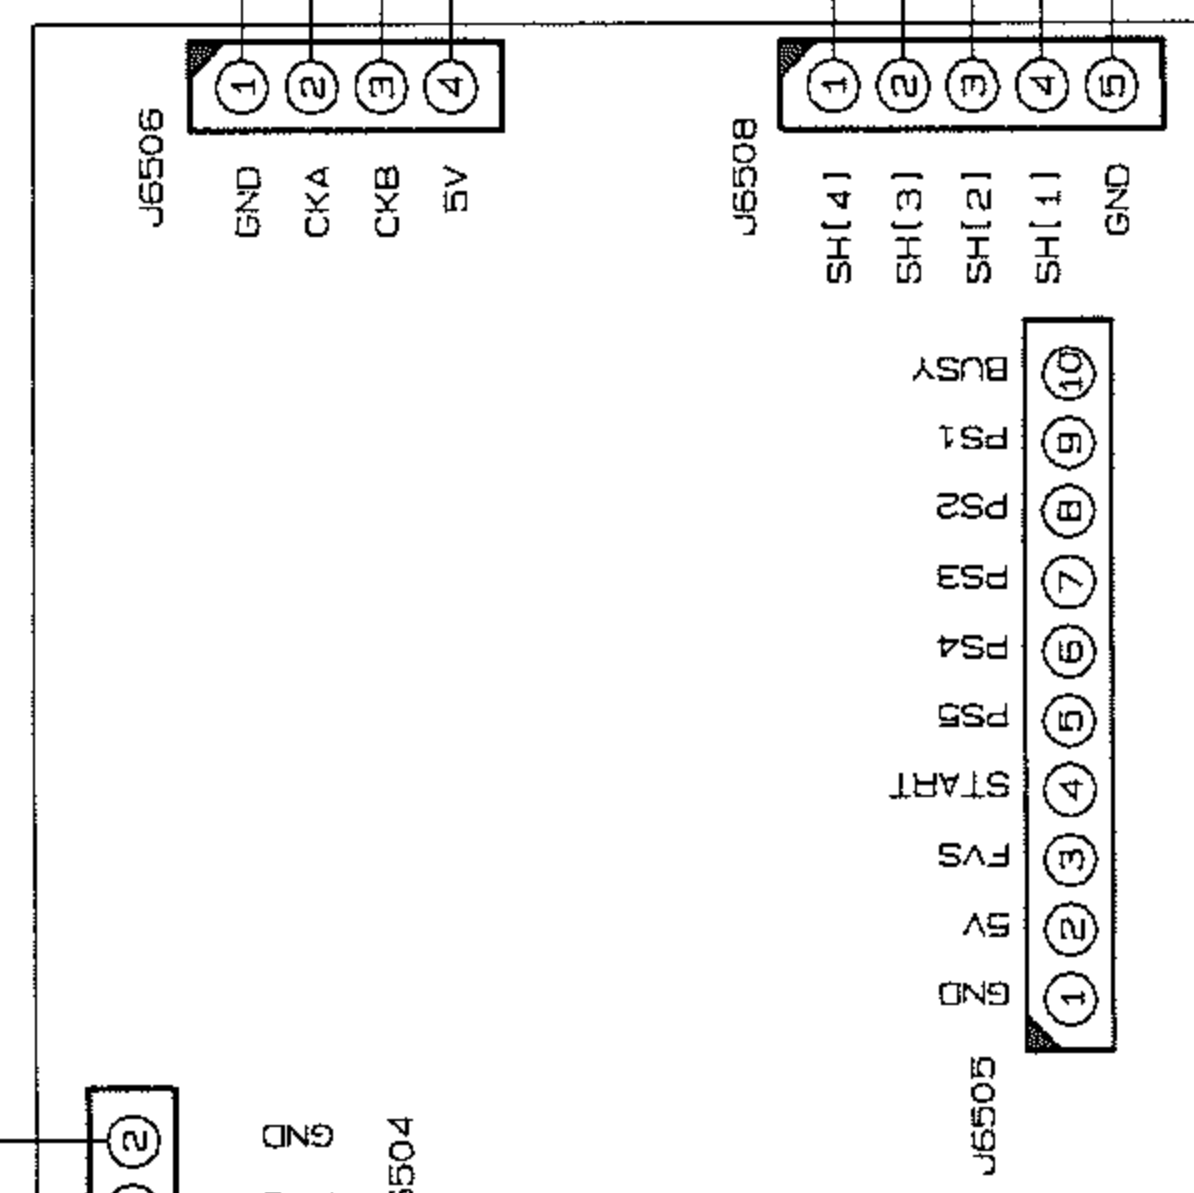 1 2 3 4
J6506
GND
CKA
CKB
5V
1 2 3 4 5
J6508
SH[4]
SH[3]
SH[2]
SH[1]
GND
BUSY 10
PS1 9
PS2 8
PS3 7
PS4 6
PS5 5
START 4
FVS 3
5V 2
GND 1
J6505
2 GND
504